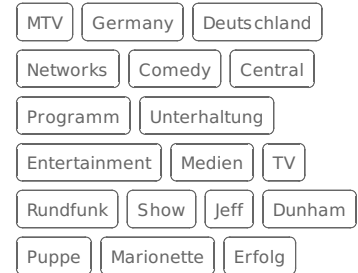 MTV Germany Deutschland
Networks Comedy Central
Programm Unterhaltung
Entertainment Medien TV
Rundfunk Show Jeff Dunham
Puppe Marionette Erfolg